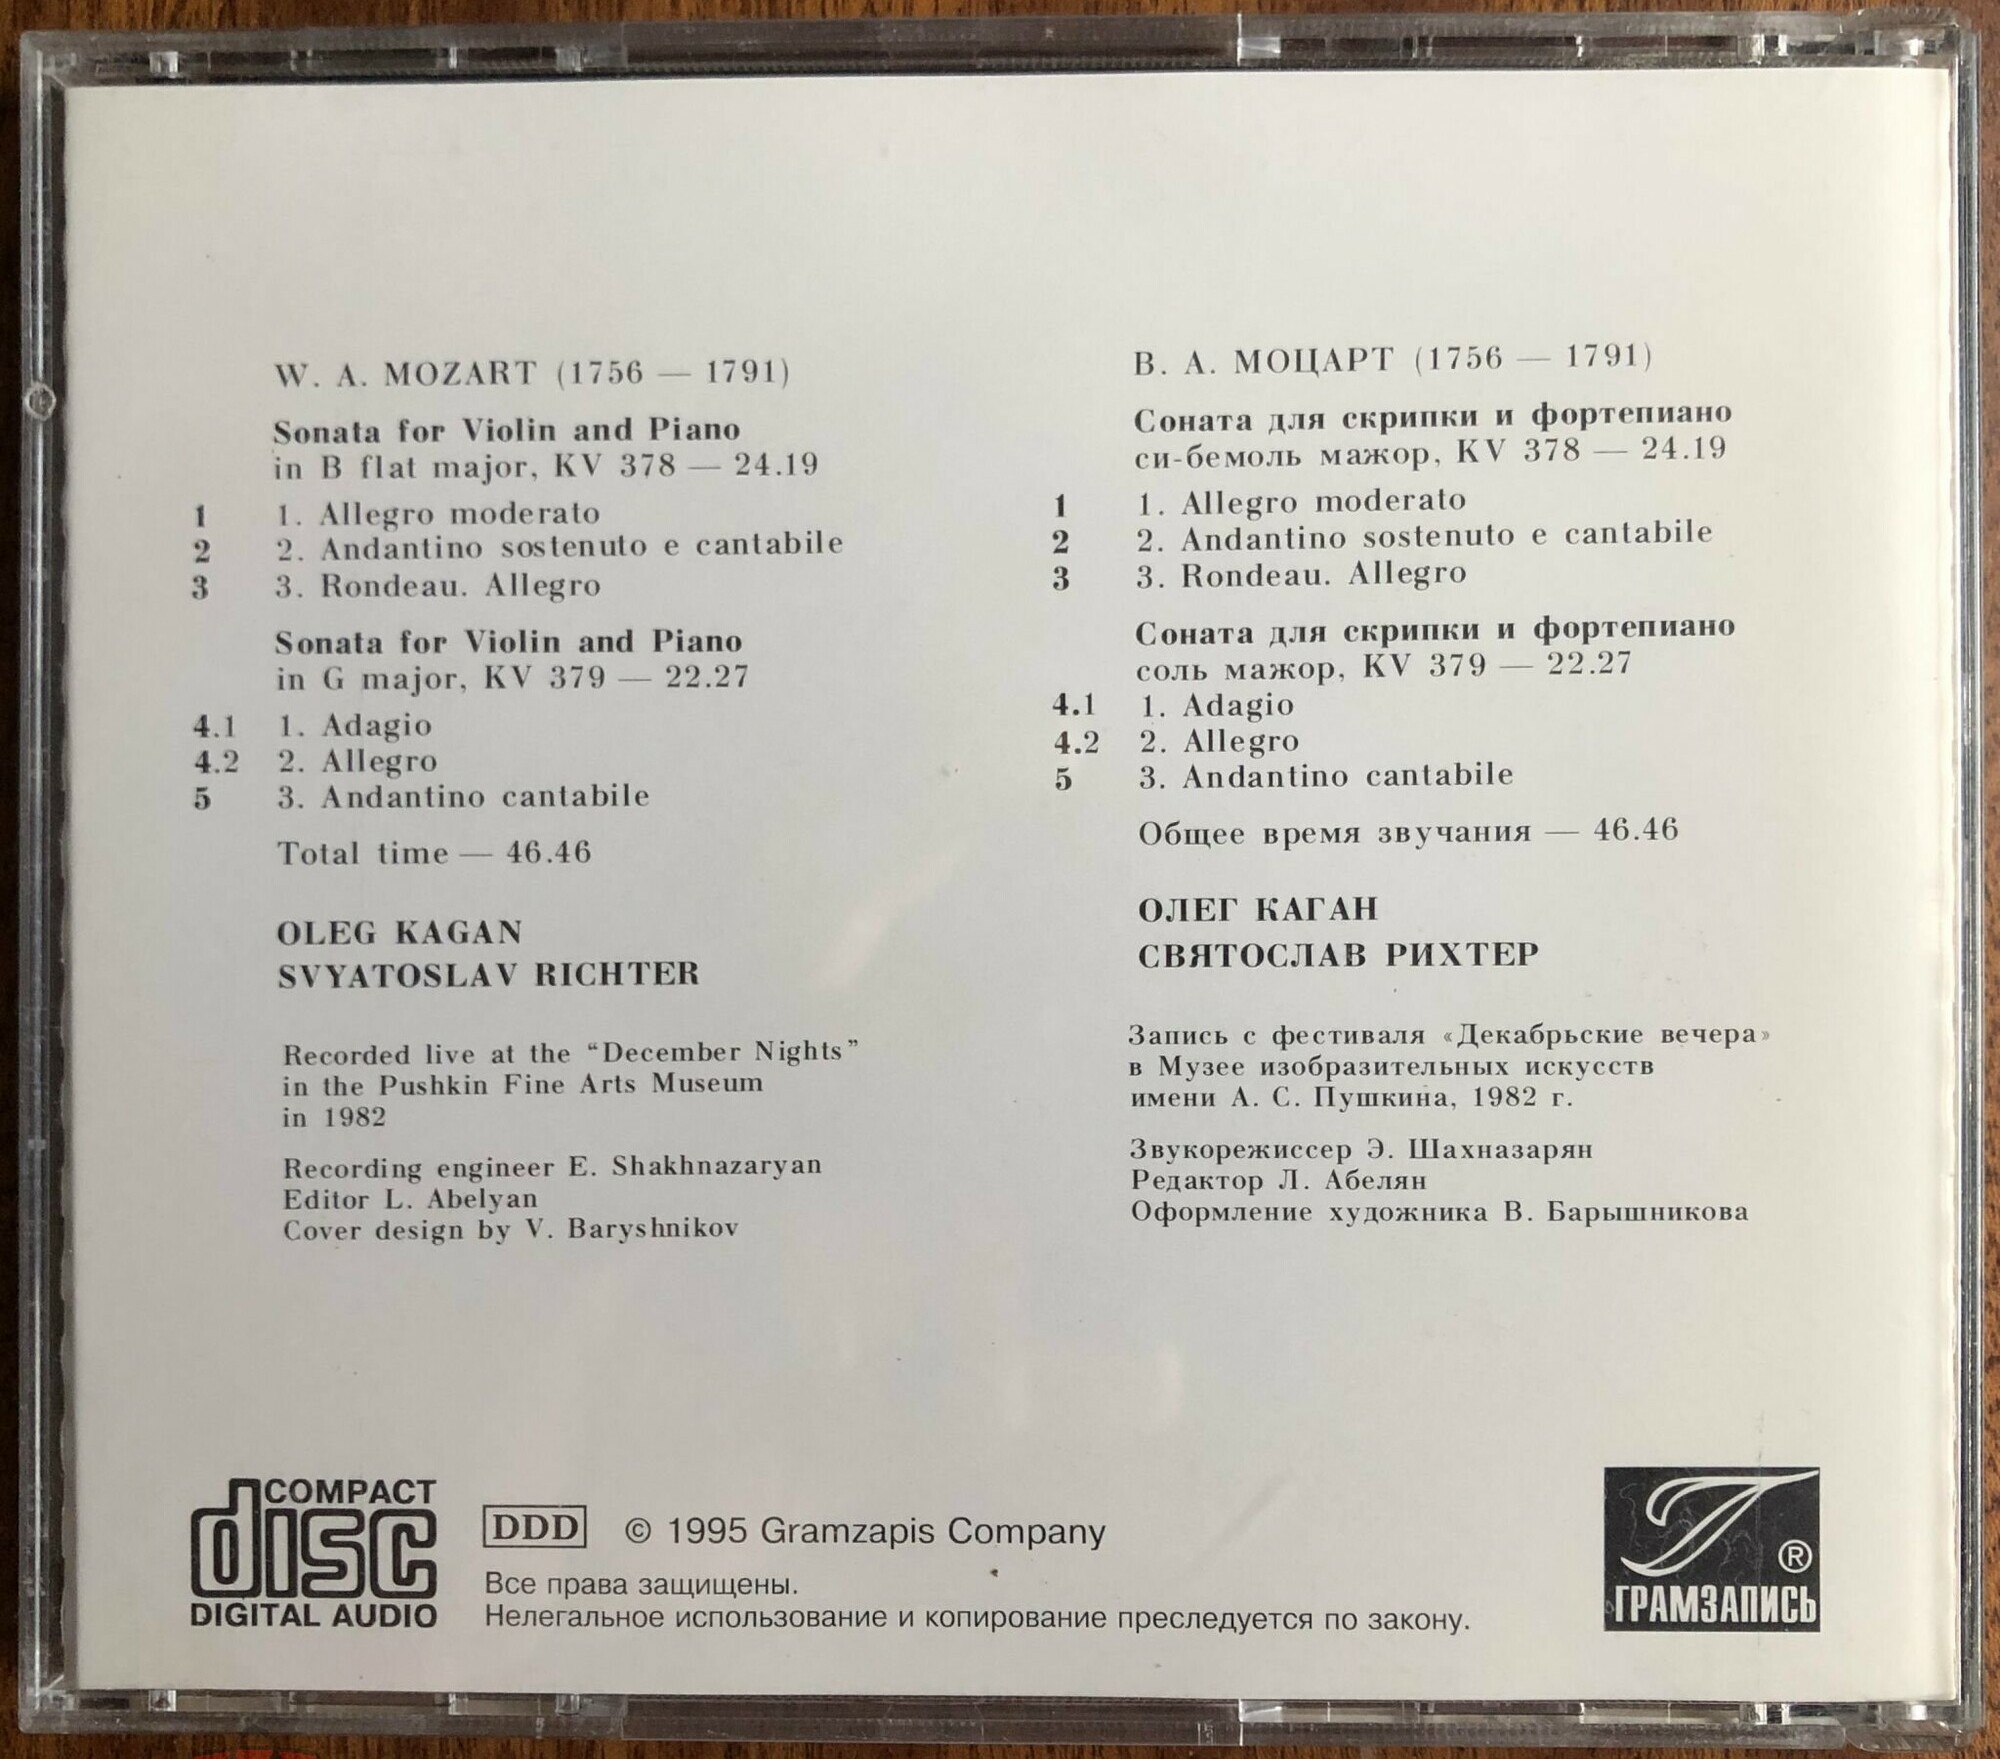 W. A. MOZART (1756 — 1791)
Sonata for Violin and Piano
in B flat major, KV 378 — 24.19
1 1. Allegro moderato
2 2. Andantino sostenuto e cantabile
3 3. Rondeau. Allegro
Sonata for Violin and Piano
in G major, KV 379 — 22.27
4.1 1. Adagio
4.2 2. Allegro
5 3. Andantino cantabile
Total time — 46.46
OLEG KAGAN
SVYATOSLAV RICHTER
Recorded live at the “December Nights”
in the Pushkin Fine Arts Museum
in 1982
Recording engineer E. Shakhnazaryan
Editor L. Abelyan
Cover design by V. Baryshnikov
В. А. МОЦАРТ (1756 — 1791)
Соната для скрипки и фортепиано
си-бемоль мажор, KV 378 — 24.19
1 1. Allegro moderato
2 2. Andantino sostenuto e cantabile
3 3. Rondeau. Allegro
Соната для скрипки и фортепиано
соль мажор, KV 379 — 22.27
4.1 1. Adagio
4.2 2. Allegro
5 3. Andantino cantabile
Общее время звучания — 46.46
ОЛЕГ КАГАН
СВЯТОСЛАВ РИХТЕР
Запись с фестиваля «Декабрьские вечера»
в Музее изобразительных искусств
имени А. С. Пушкина, 1982 г.
Звукорежиссер Э. Шахназарян
Редактор Л. Абелян
Оформление художника В. Барышникова
COMPACT
disc
DIGITAL AUDIO
DDD © 1995 Gramzapis Company
Все права защищены.
Нелегальное использование и копирование преследуется по закону.
Г ®
ГРАМЗАПИСЬ